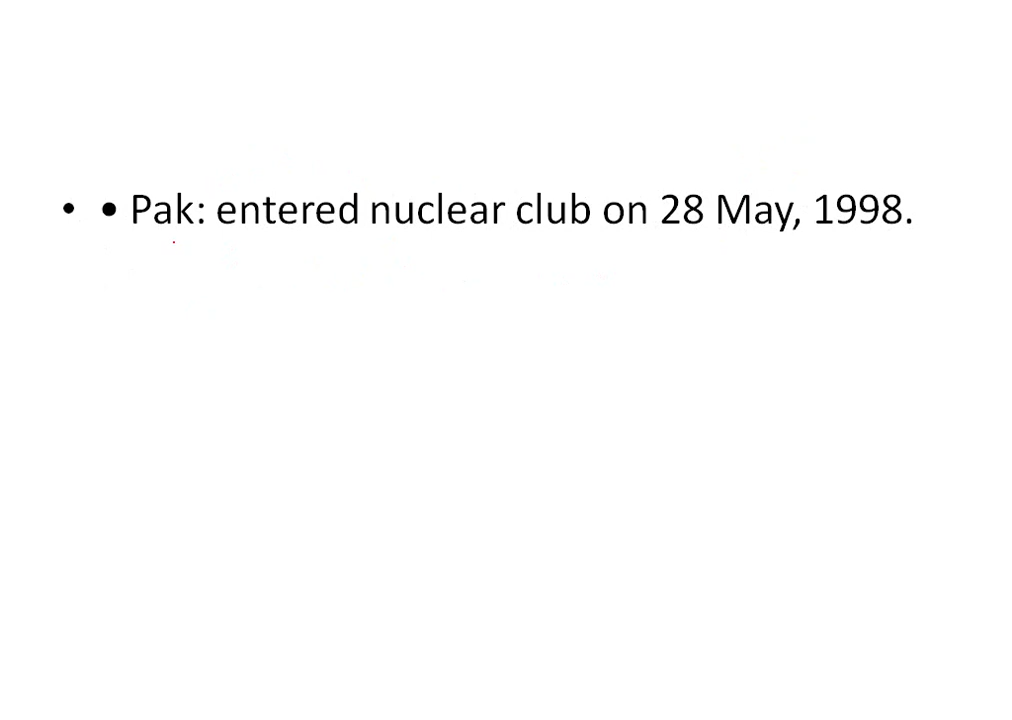 • • Pak: entered nuclear club on 28 May, 1998.